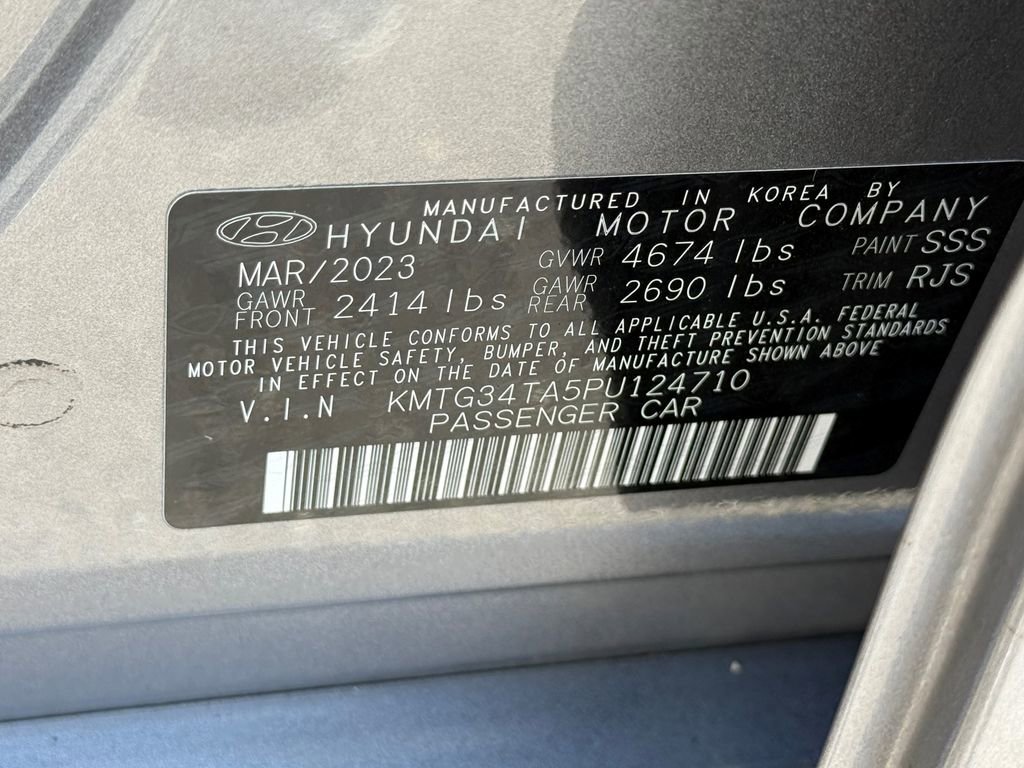 MANUFACTURED IN KOREA BY
HYUNDAI MOTOR COMPANY
MAR/2023 GVWR 4674 lbs PAINT SSS
GAWR FRONT 2414 lbs GAWR REAR 2690 lbs TRIM RJS
THIS VEHICLE CONFORMS TO ALL APPLICABLE U.S.A. FEDERAL
MOTOR VEHICLE SAFETY, BUMPER, AND THEFT PREVENTION STANDARDS
IN EFFECT ON THE DATE OF MANUFACTURE SHOWN ABOVE
V.I.N KMTG34TA5PU124710
PASSENGER CAR